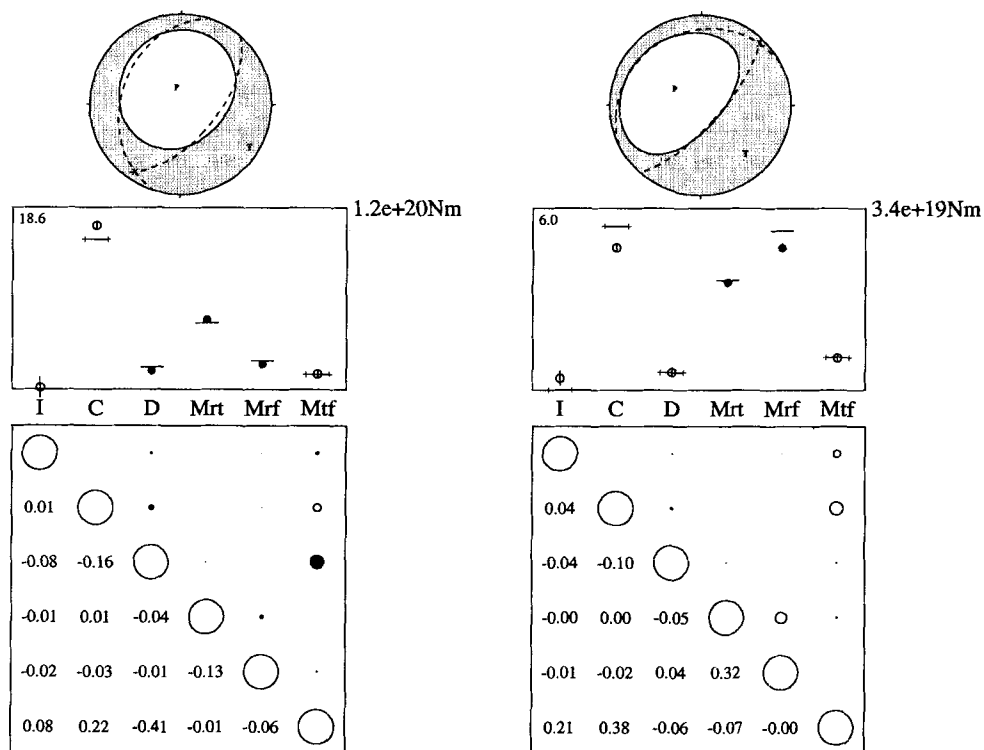 P
T
P
T
18.6
1.2e+20Nm
6.0
3.4e+19Nm
I C D Mrt Mrf Mtf
I C D Mrt Mrf Mtf
0.01
-0.08 -0.16
-0.01 0.01 -0.04
-0.02 -0.03 -0.01 -0.13
0.08 0.22 -0.41 -0.01 -0.06
0.04
-0.04 -0.10
-0.00 0.00 -0.05
-0.01 -0.02 0.04 0.32
0.21 0.38 -0.06 -0.07 -0.00